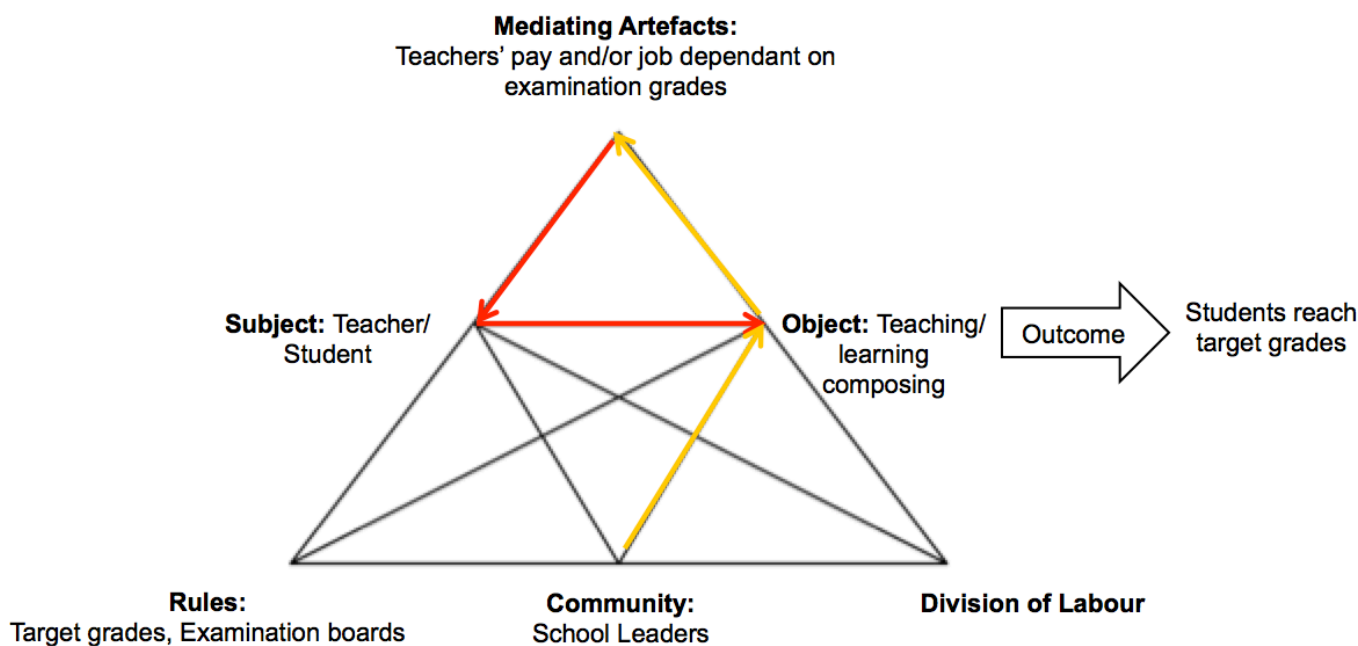 Mediating Artefacts:
Teachers' pay and/or job dependant on
examination grades
Subject: Teacher/
Student
Object: Teaching/
learning
composing
Outcome
Students reach
target grades
Rules:
Target grades, Examination boards
Community:
School Leaders
Division of Labour